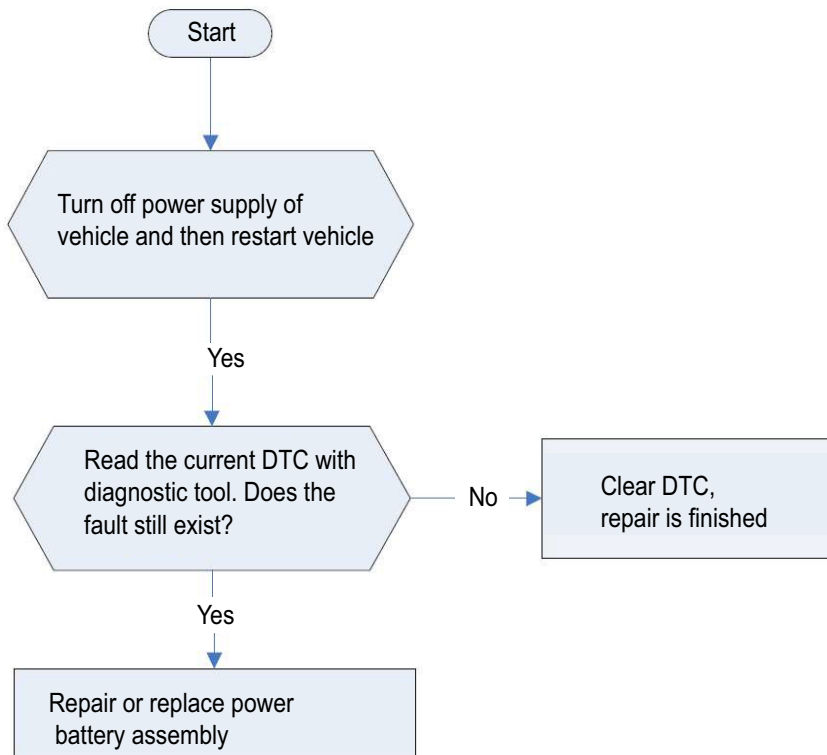 Start
Turn off power supply of
vehicle and then restart vehicle
Yes
Read the current DTC with
diagnostic tool. Does the
fault still exist?
No
Clear DTC,
repair is finished
Yes
Repair or replace power
battery assembly